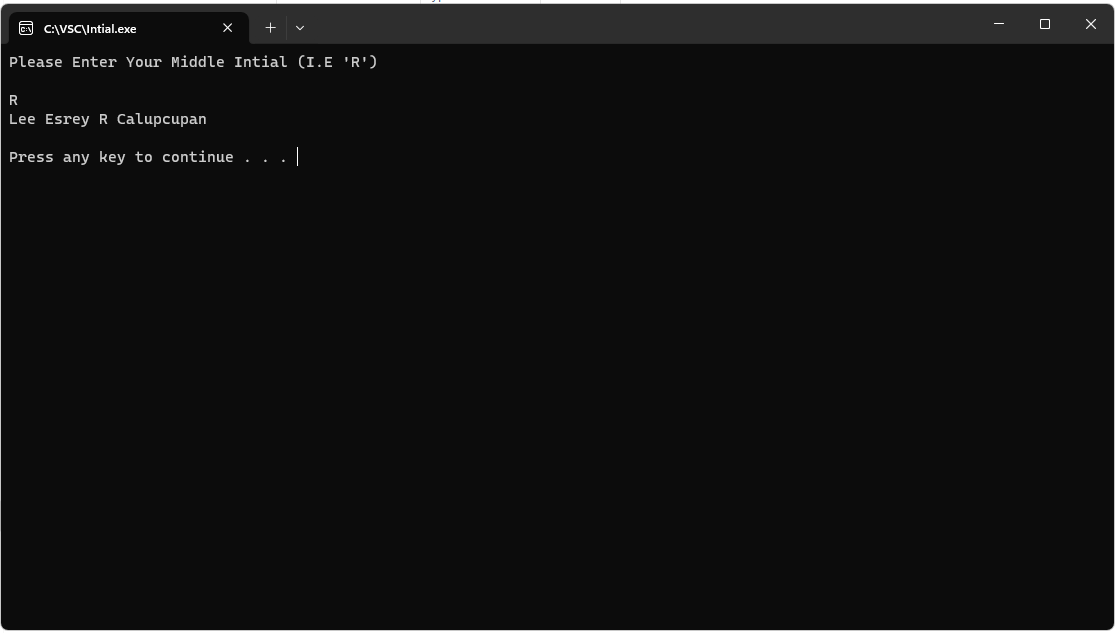 C:\VSC\Intial.exe
Please Enter Your Middle Intial (I.E 'R')
R
Lee Esrey R Calupcupan
Press any key to continue . . .